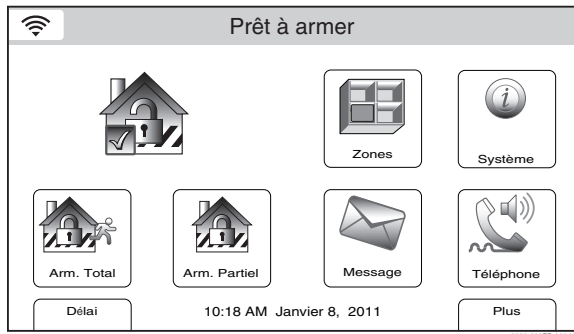 Prêt à armer
Zones
Système
Arm. Total
Arm. Partiel
Message
Téléphone
Délai
10:18 AM Janvier 8, 2011
Plus